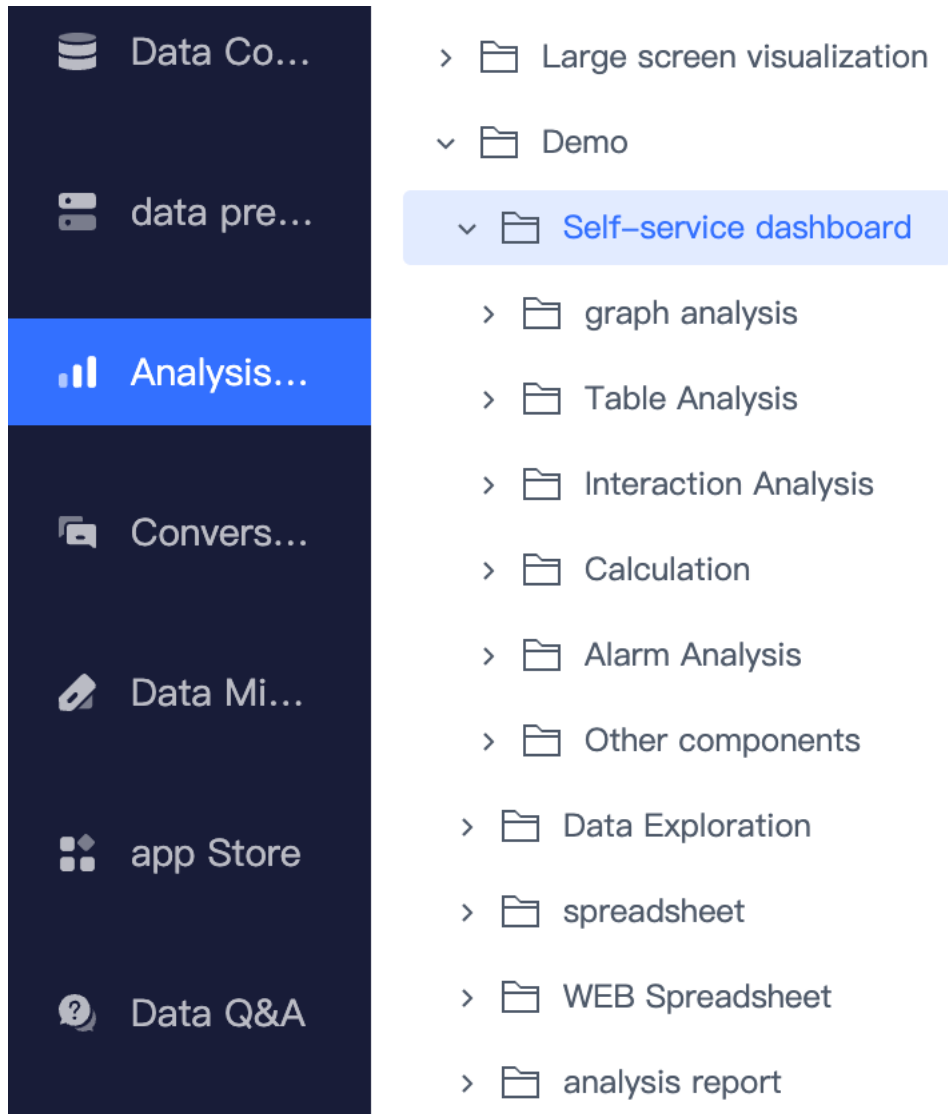 Data Co...
data pre...
Analysis...
Convers...
Data Mi...
app Store
Data Q&A
Large screen visualization
Demo
Self-service dashboard
graph analysis
Table Analysis
Interaction Analysis
Calculation
Alarm Analysis
Other components
Data Exploration
spreadsheet
WEB Spreadsheet
analysis report